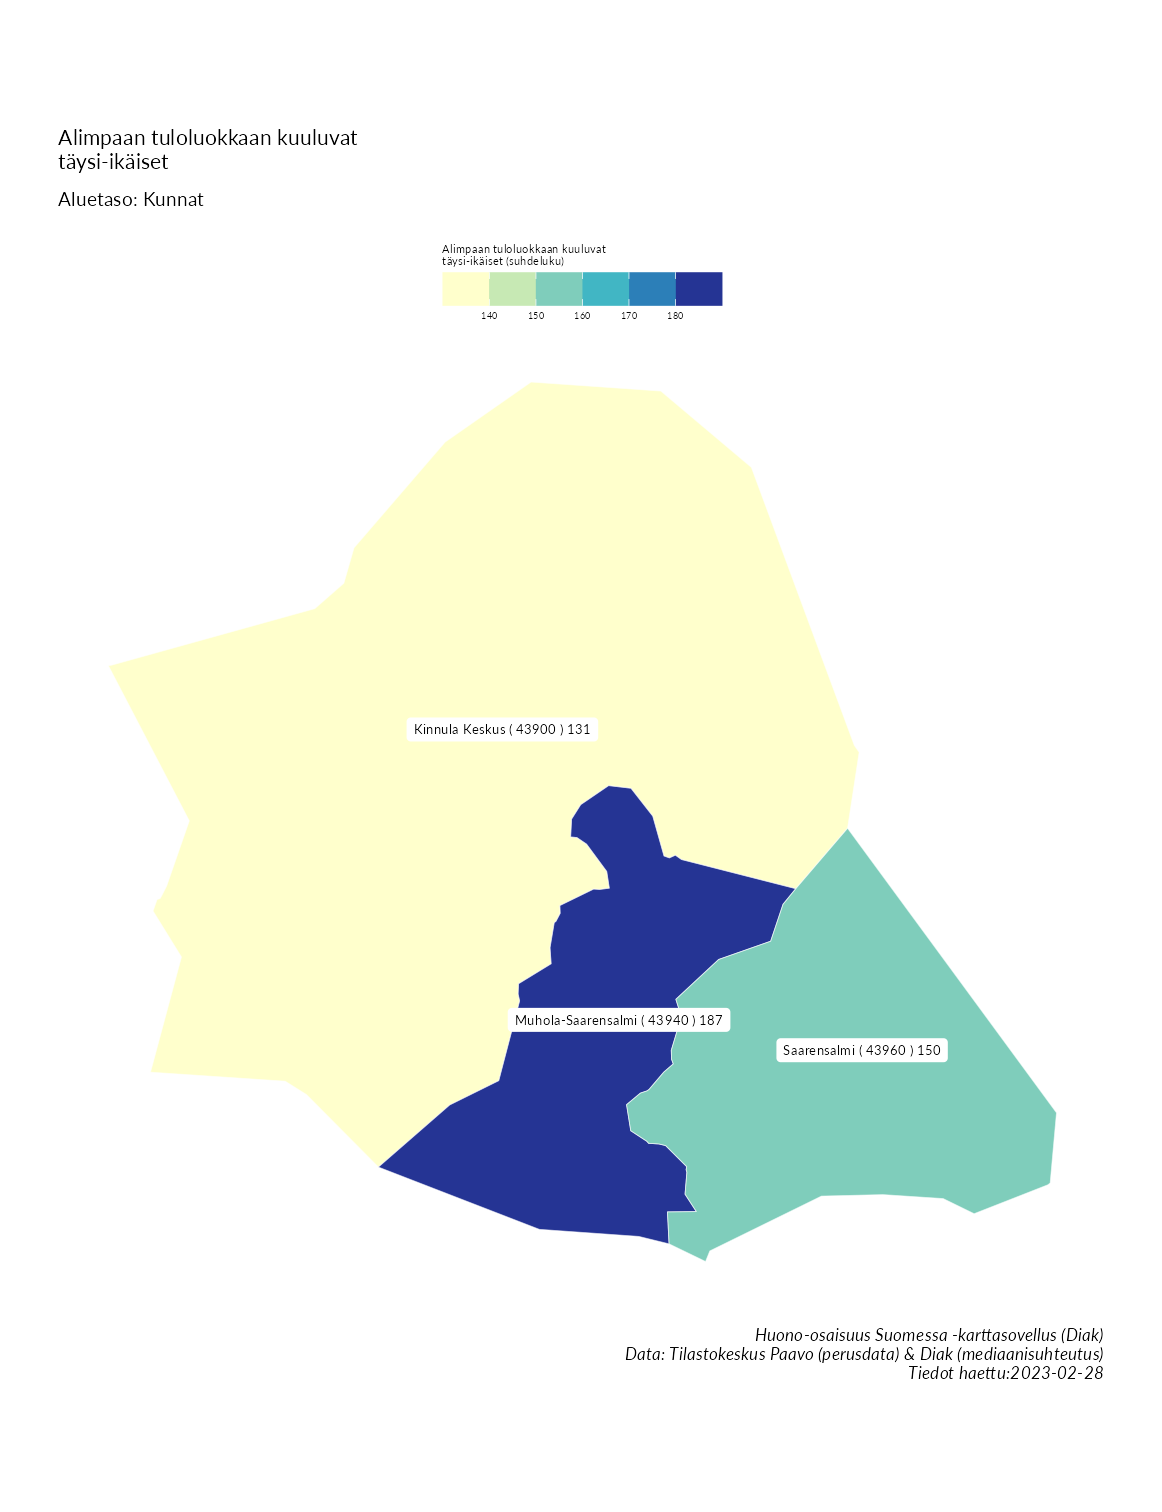 Alimpaan tuloluokkaan kuuluvat
täysi-ikäiset
Aluetaso: Kunnat
Alimpaan tuloluokkaan kuuluvat
täysi-ikäiset (suhdeluku)
140 150 160 170 180
Kinnula Keskus ( 43900 ) 131
Muhola-Saarensalmi ( 43940 ) 187
Saarensalmi ( 43960 ) 150
Huono-osaisuus Suomessa -karttasovellus (Diak)
Data: Tilastokeskus Paavo (perusdata) & Diak (mediaanisuhteutus)
Tiedot haettu:2023-02-28